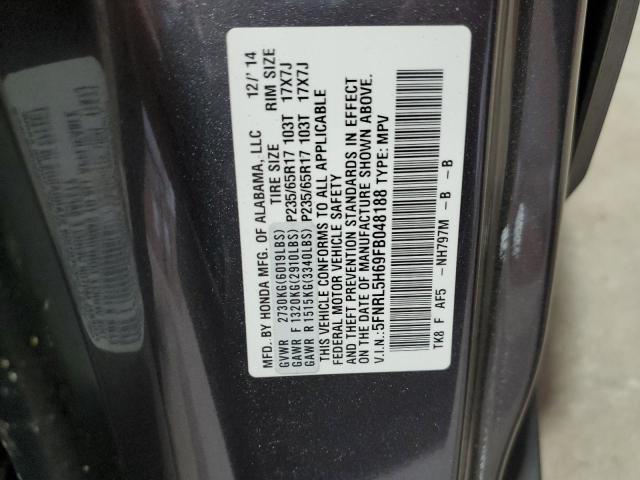 MFD. BY HONDA MFG. OF ALABAMA, LLC 12/'14
TIRE SIZE RIM SIZE
GVWR 2730KG(6019LBS)
GAWR F 1320KG(2910LBS) P235/65R17 103T 17X7J
GAWR R 1515KG(3340LBS) P235/65R17 103T 17X7J
THIS VEHICLE CONFORMS TO ALL APPLICABLE
FEDERAL MOTOR VEHICLE SAFETY
AND THEFT PREVENTION STANDARDS IN EFFECT
ON THE DATE OF MANUFACTURE SHOWN ABOVE.
V.I.N.:5FNRL5H69FB048188 TYPE: MPV
TK8 F AF5 -NH797M - B - B